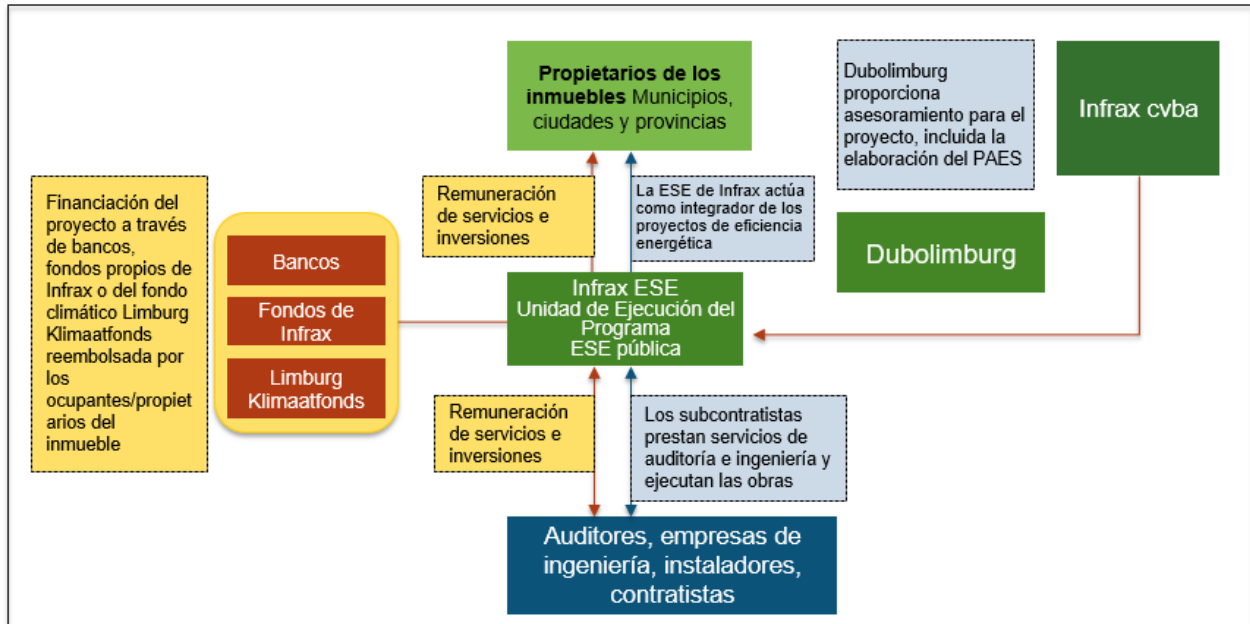 Propietarios de los
inmuebles Municipios,
ciudades y provincias
Dubolimburg
proporciona
asesoramiento para el
proyecto, incluida la
elaboración del PAES
Infrax cvba
Financiación del
proyecto a través
de bancos,
fondos propios de
Infrax o del fondo
climático Limburg
Klimaatfonds
reembolsada por
los
ocupantes/propiet
arios del
inmueble
Remuneración
de servicios e
inversiones
La ESE de Infrax actúa
como integrador de los
proyectos de eficiencia
energética
Dubolimburg
Bancos
Fondos de
Infrax
Limburg
Klimaatfonds
Infrax ESE
Unidad de Ejecución del
Programa
ESE pública
Remuneración
de servicios e
inversiones
Los subcontratistas
prestan servicios de
auditoría e ingeniería y
ejecutan las obras
Auditores, empresas de
ingeniería, instaladores,
contratistas